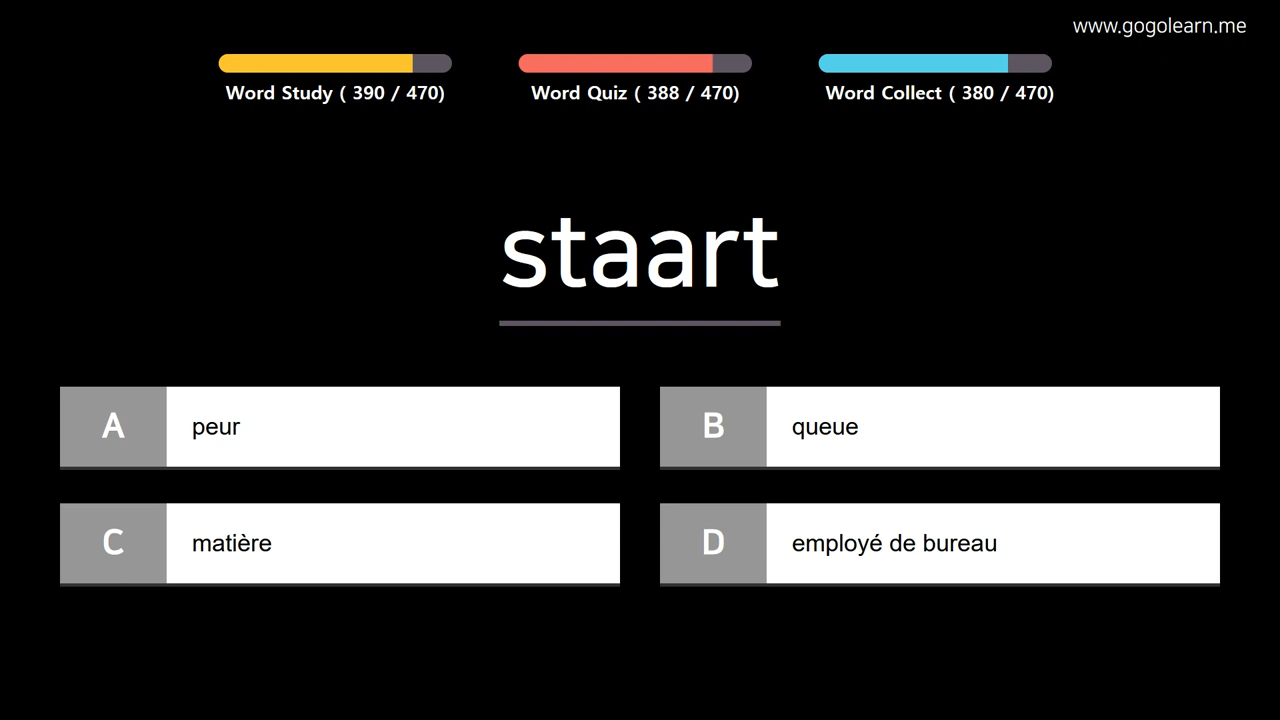 www.gogolearn.me
Word Study ( 390 / 470)
Word Quiz ( 388 / 470)
Word Collect ( 380 / 470)
staart
A peur
B queue
C matière
D employé de bureau